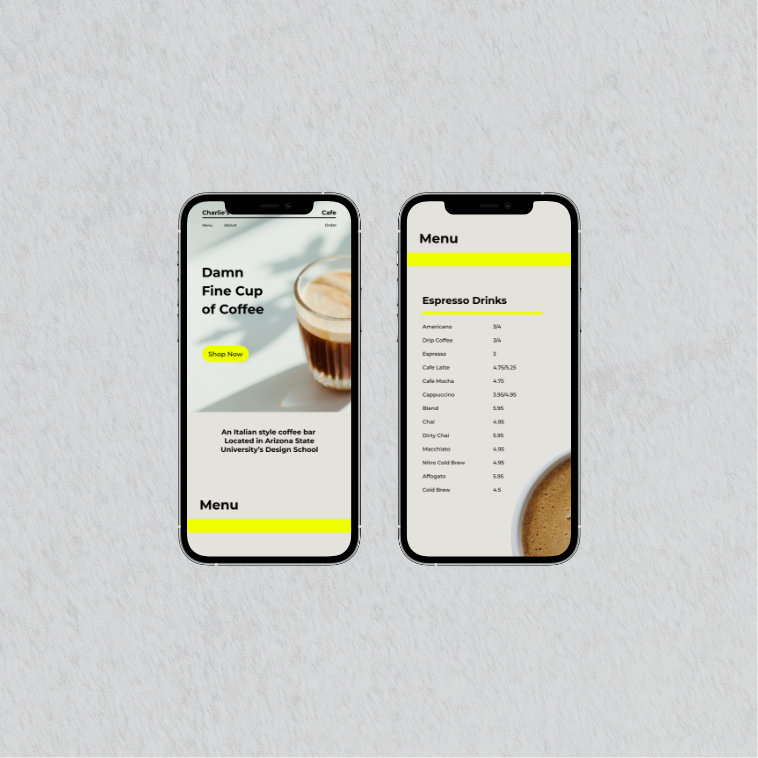 Charlie's Cafe
Menu About Order
Damn
Fine Cup
of Coffee
Shop Now
An Italian style coffee bar
Located in Arizona State
University's Design School
Menu
Menu
Espresso Drinks
Americano 3/4
Drip Coffee 3/4
Espresso 3
Cafe Latte 4.75/5.25
Cafe Mocha 4.75
Cappuccino 3.95/4.95
Blend 5.95
Chai 4.95
Dirty Chai 5.95
Macchiato 4.95
Nitro Cold Brew 4.95
Affogato 5.95
Cold Brew 4.5